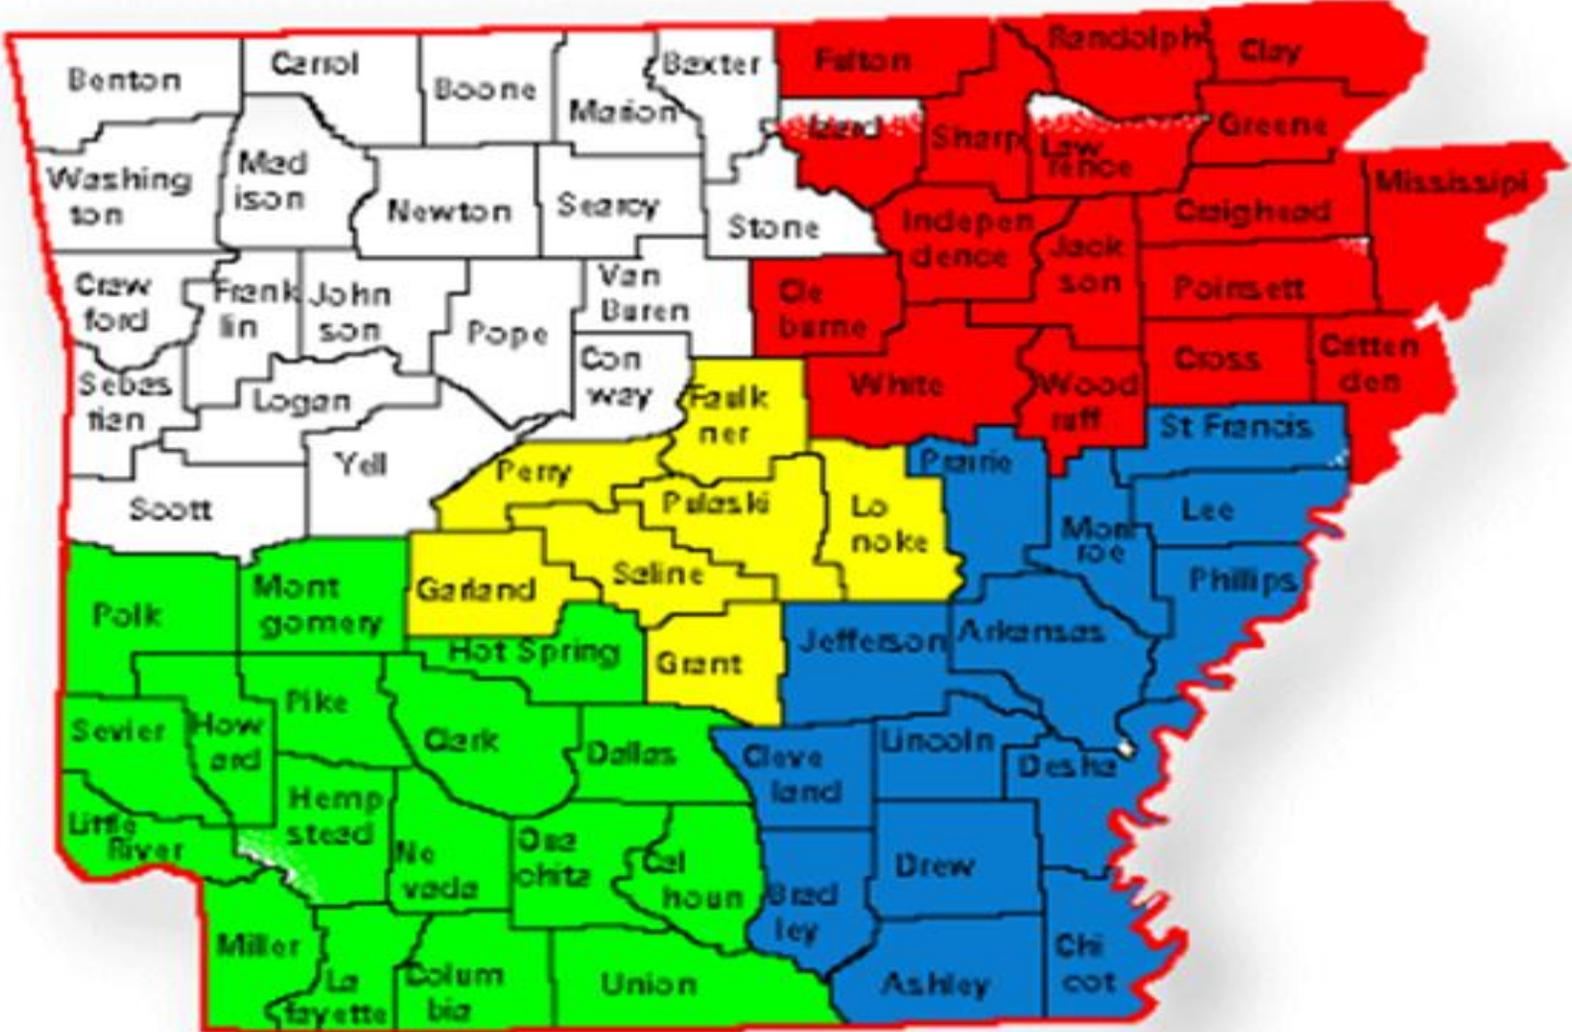 Benton
Carrol
Boone
Marion
Baxter
Fulton
Randolph
Clay
Izard
Sharp
Law
rence
Greene
Washing
ton
Mad
ison
Newton
Searcy
Stone
Indepen
dence
Jack
son
Craighead
Mississipi
Craw
ford
Frank
lin
John
son
Pope
Van
Buren
Cle
burne
Poinsett
Sebas
tian
Logan
Con
way
Faulk
ner
White
Wood
ruff
Cross
Critten
den
Scott
Yell
Perry
Pulaski
Lo
noke
Prairie
Mon
roe
St Francis
Lee
Phillips
Polk
Mont
gomery
Garland
Saline
Hot Spring
Grant
Jefferson
Arkansas
Sevier
How
ard
Pike
Clark
Dallas
Cleve
land
Lincoln
Desha
Little
River
Hemp
stead
Ne
vada
Oua
chita
Cal
houn
Brad
ley
Drew
Miller
La
fayette
Colum
bia
Union
Ashley
Chi
cot